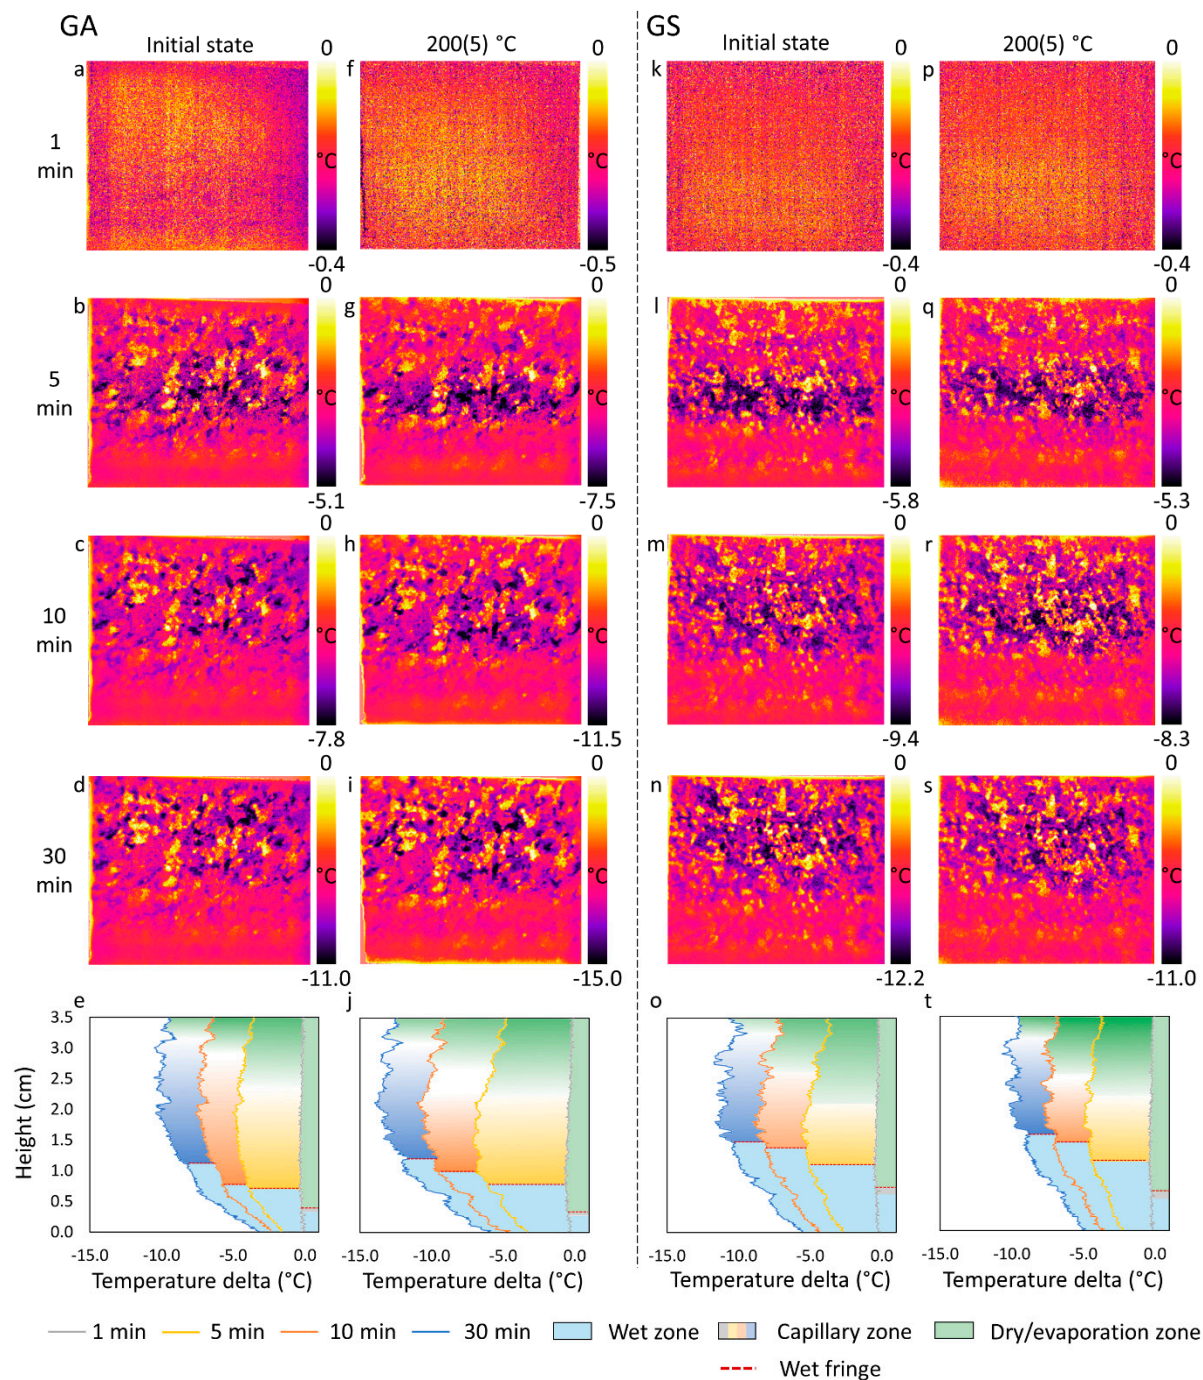 GA GS
Initial state 0 200(5) °C 0 Initial state 0 200(5) °C 0
a f k p
1 min
°C °C °C °C
-0.4 -0.5 -0.4 -0.4
0 0 0 0
b g l q
5 min
°C °C °C °C
-5.1 -7.5 -5.8 -5.3
0 0 0 0
c h m r
10 min
°C °C °C °C
-7.8 -11.5 -9.4 -8.3
0 0 0 0
d i n s
30 min
°C °C °C °C
-11.0 -15.0 -12.2 -11.0
e j o t
3.5
3.0
2.5
2.0
1.5
1.0
0.5
0.0
Height (cm)
-15.0 -10.0 -5.0 0.0 -15.0 -10.0 -5.0 0.0 -15.0 -10.0 -5.0 0.0 -15.0 -10.0 -5.0 0.0
Temperature delta (°C) Temperature delta (°C) Temperature delta (°C) Temperature delta (°C)
1 min 5 min 10 min 30 min Wet zone Capillary zone Dry/evaporation zone
Wet fringe